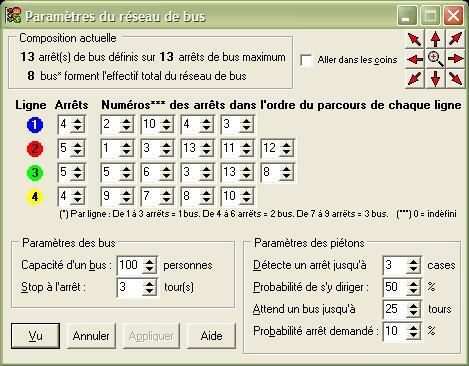 Paramètres du réseau de bus
Composition actuelle
13 arrêt(s) de bus définis sur 13 arrêts de bus maximum
8 bus* forment l'effectif total du réseau de bus
Aller dans les coins
Ligne Arrêts Numéros*** des arrêts dans l'ordre du parcours de chaque ligne
1 4 2 10 4 3
2 5 1 3 13 11 12
3 5 5 6 3 13 8
4 4 9 7 8 10
(*) Par ligne : De 1 à 3 arrêts = 1bus. De 4 à 6 arrêts = 2 bus. De 7 à 9 arrêts = 3 bus. (***) 0 = indéfini
Paramètres des bus
Capacité d'un bus : 100 personnes
Stop à l'arrêt : 3 tour(s)
Paramètres des piétons
Détecte un arrêt jusqu'à 3 cases
Probabilité de s'y diriger : 50 %
Attend un bus jusqu'à 25 tours
Probabilité arrêt demandé : 10 %
Vu Annuler Appliquer Aide